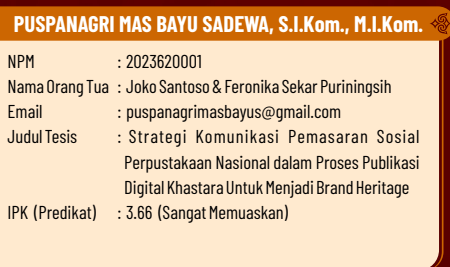 PUSPANAGRI MAS BAYU SADEWA, S.I.Kom., M.I.Kom.
NPM : 2023620001
Nama Orang Tua : Joko Santoso & Feronika Sekar Puriningsih
Email : puspanagrimasbayus@gmail.com
Judul Tesis : Strategi Komunikasi Pemasaran Sosial
Perpustakaan Nasional dalam Proses Publikasi
Digital Khastara Untuk Menjadi Brand Heritage
IPK (Predikat) : 3.66 (Sangat Memuaskan)